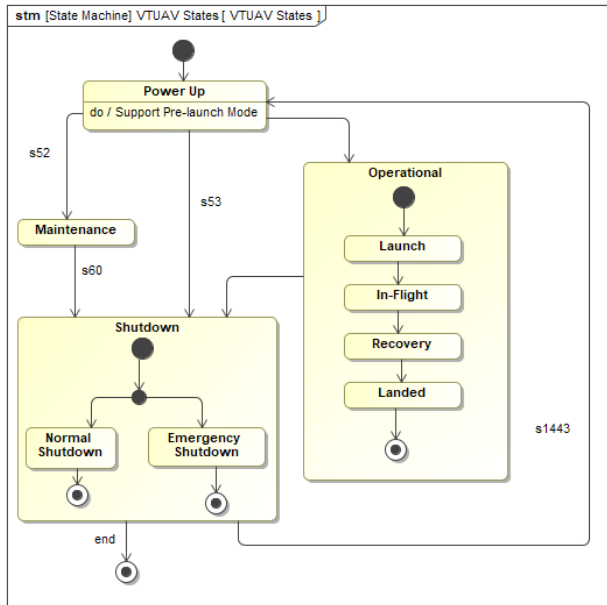 stm [State Machine] VTUAV States [ VTUAV States ]
Power Up
do / Support Pre-launch Mode
s52
s53
Operational
Maintenance
Launch
s60
In-Flight
Shutdown
Recovery
Landed
s1443
Normal
Shutdown
Emergency
Shutdown
end